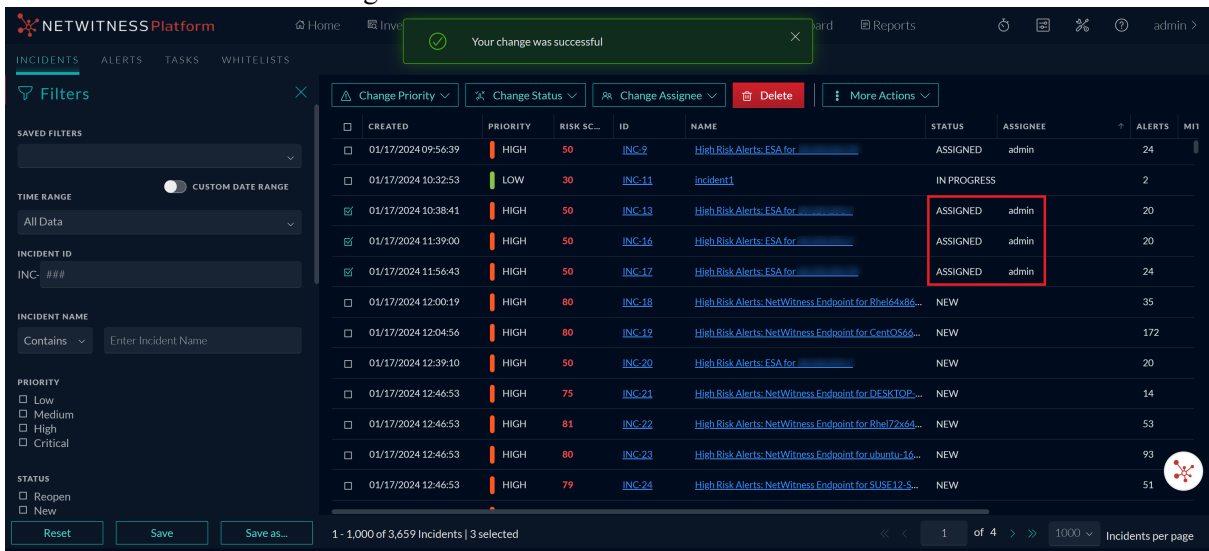 NETWITNESS Platform Home Inve ard Reports admin >
Your change was successful
INCIDENTS ALERTS TASKS WHITELISTS
Filters
Change Priority Change Status Change Assignee Delete More Actions
SAVED FILTERS
CREATED PRIORITY RISK SC... ID NAME STATUS ASSIGNEE ALERTS MIT
01/17/2024 09:56:39 HIGH 50 INC-9 High Risk Alerts: ESA for ASSIGNED admin 24
01/17/2024 10:32:53 LOW 30 INC-11 incident1 IN PROGRESS 2
CUSTOM DATE RANGE
TIME RANGE
All Data
01/17/2024 10:38:41 HIGH 50 INC-13 High Risk Alerts: ESA for ASSIGNED admin 20
01/17/2024 11:39:00 HIGH 50 INC-16 High Risk Alerts: ESA for ASSIGNED admin 20
INCIDENT ID
INC- ###
01/17/2024 11:56:43 HIGH 50 INC-17 High Risk Alerts: ESA for ASSIGNED admin 24
01/17/2024 12:00:19 HIGH 80 INC-18 High Risk Alerts: NetWitness Endpoint for Rhel64x86... NEW 35
INCIDENT NAME
Contains Enter Incident Name
01/17/2024 12:04:56 HIGH 80 INC-19 High Risk Alerts: NetWitness Endpoint for CentOS66... NEW 172
01/17/2024 12:39:10 HIGH 50 INC-20 High Risk Alerts: ESA for NEW 20
PRIORITY
Low
Medium
High
Critical
01/17/2024 12:46:53 HIGH 75 INC-21 High Risk Alerts: NetWitness Endpoint for DESKTOP-... NEW 14
01/17/2024 12:46:53 HIGH 81 INC-22 High Risk Alerts: NetWitness Endpoint for Rhel72x64... NEW 53
01/17/2024 12:46:53 HIGH 80 INC-23 High Risk Alerts: NetWitness Endpoint for ubuntu-16... NEW 93
STATUS
Reopen
New
01/17/2024 12:46:53 HIGH 79 INC-24 High Risk Alerts: NetWitness Endpoint for SUSE12-S... NEW 51
Reset Save Save as...
1 - 1,000 of 3,659 Incidents | 3 selected « < 1 of 4 > » 1000 Incidents per page